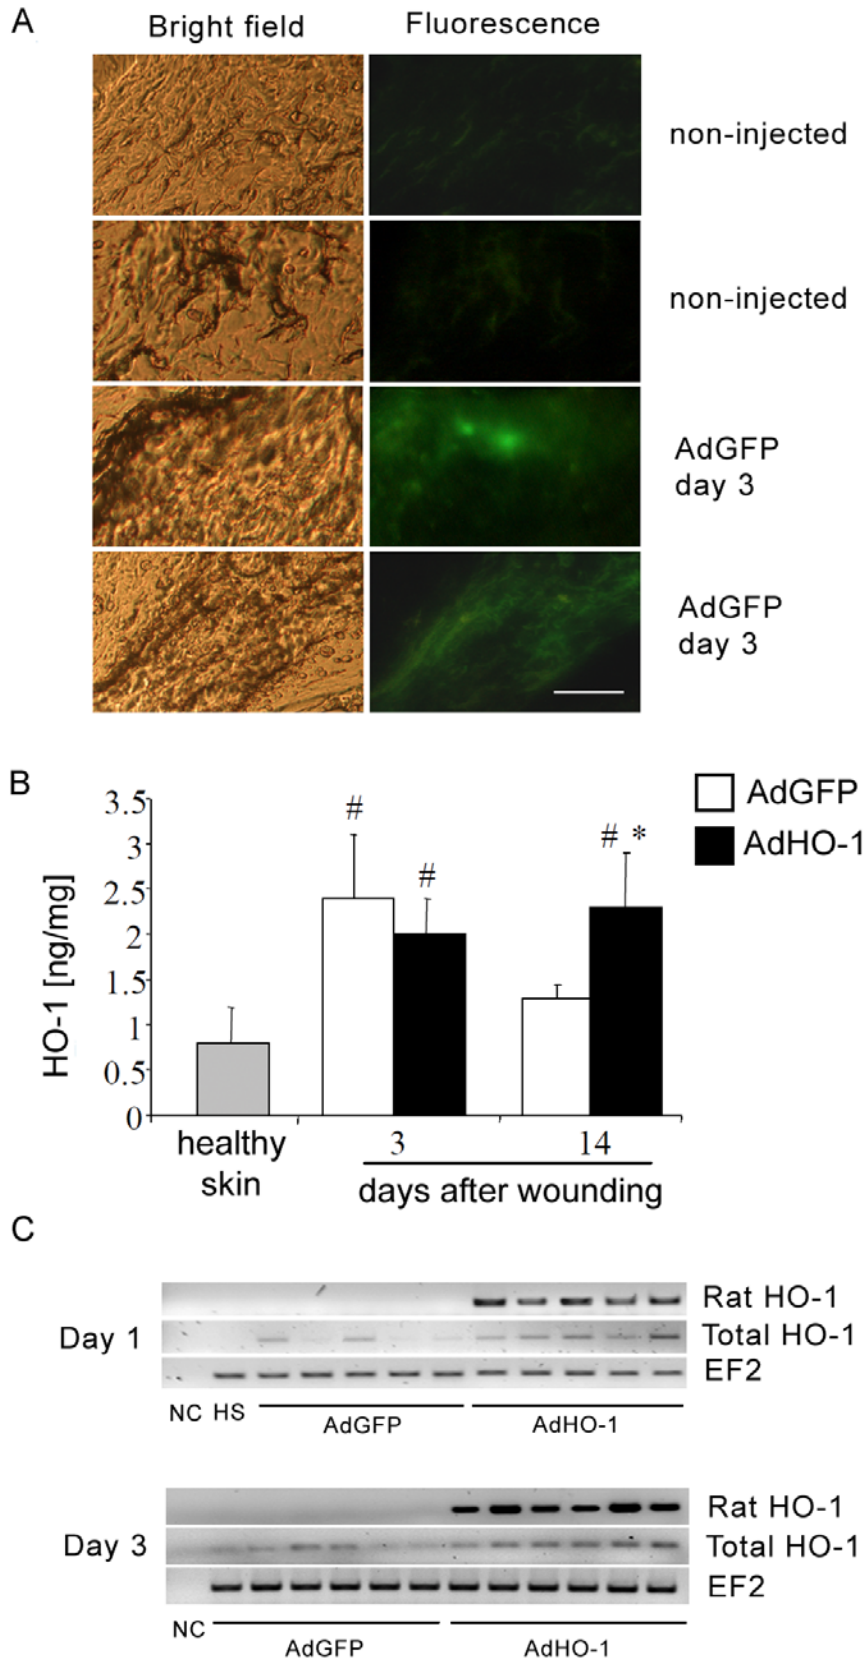 A
Bright field
Fluorescence
non-injected
non-injected
AdGFP
day 3
AdGFP
day 3
B
HO-1 [ng/mg]
3.5
3
2.5
2
1.5
1
0.5
0
#
#
# *
AdGFP
AdHO-1
healthy
skin
3
14
days after wounding
C
Day 1
Rat HO-1
Total HO-1
EF2
NC HS
AdGFP
AdHO-1
Day 3
Rat HO-1
Total HO-1
EF2
NC
AdGFP
AdHO-1